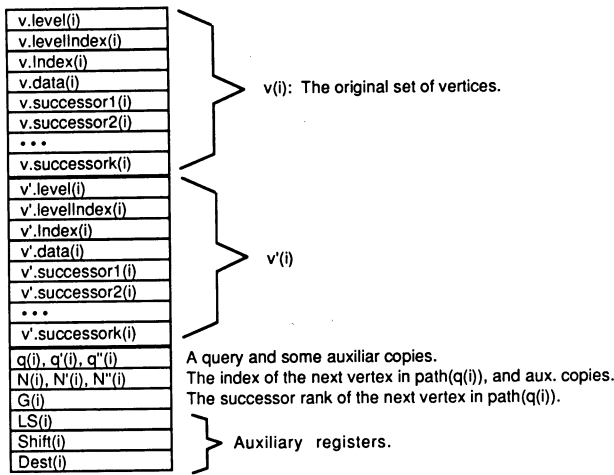 v.level(i)
v.levelIndex(i)
v.Index(i)
v.data(i)
v.successor1(i)
v.successor2(i)
•••
v.successork(i)
v(i): The original set of vertices.
v'.level(i)
v'.levelIndex(i)
v'.Index(i)
v'.data(i)
v'.successor1(i)
v'.successor2(i)
•••
v'.successork(i)
v'(i)
q(i), q'(i), q"(i) A query and some auxiliar copies.
N(i), N'(i), N"(i) The index of the next vertex in path(q(i)), and aux. copies.
G(i) The successor rank of the next vertex in path(q(i)).
LS(i)
Shift(i) Auxiliary registers.
Dest(i)